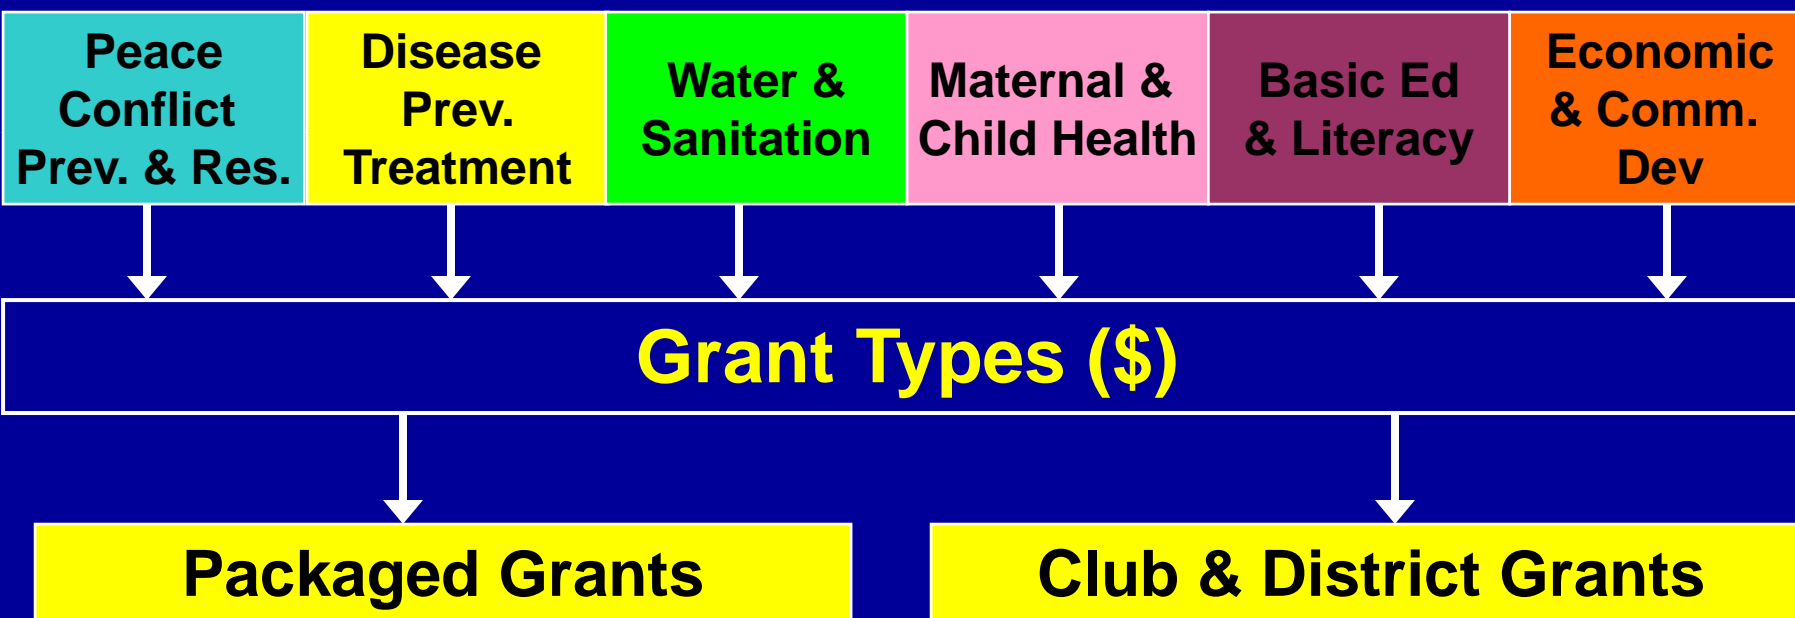 Peace
Conflict
Prev. & Res.
Disease
Prev.
Treatment
Water &
Sanitation
Maternal &
Child Health
Basic Ed
& Literacy
Economic
& Comm.
Dev
Grant Types ($)
Packaged Grants
Club & District Grants